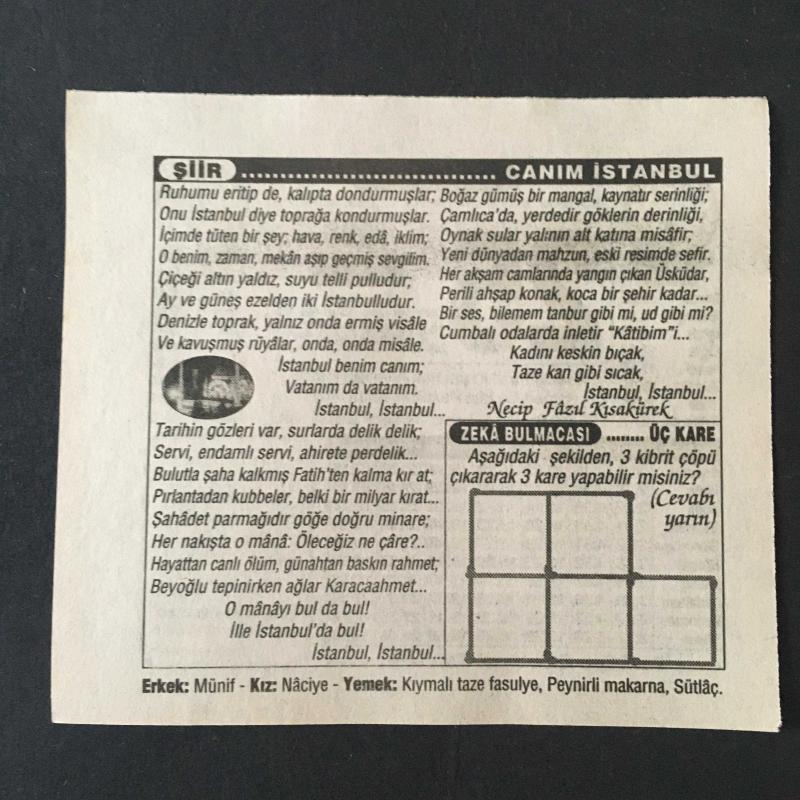 ŞİİR ................................ CANIM İSTANBUL
Ruhumu eritip de, kalıpta dondurmuşlar;
Onu İstanbul diye toprağa kondurmuşlar.
İçimde tüten bir şey; hava, renk, edâ, iklim;
O benim, zaman, mekân aşıp geçmiş sevgilim.
Çiçeği altın yaldız, suyu telli pulludur;
Ay ve güneş ezelden iki İstanbulludur.
Denizle toprak, yalnız onda ermiş visâle
Ve kavuşmuş rüyâlar, onda, onda misâle.
İstanbul benim canım;
Vatanım da vatanım.
İstanbul, İstanbul...
Tarihin gözleri var, surlarda delik delik;
Servi, endamlı servi, ahirete perdelik...
Bulutla şaha kalkmış Fatih'ten kalma kır at;
Pırlantadan kubbeler, belki bir milyar kırat...
Şahâdet parmağıdır göğe doğru minare;
Her nakışta o mânâ: Öleceğiz ne çâre?..
Hayattan canlı ölüm, günahtan baskın rahmet;
Beyoğlu tepinirken ağlar Karacaahmet...
O mânâyı bul da bul!
İlle İstanbul'da bul!
İstanbul, İstanbul...
Boğaz gümüş bir mangal, kaynatır serinliği;
Çamlıca'da, yerdedir göklerin derinliği,
Oynak sular yalının alt katına misâfir;
Yeni dünyadan mahzun, eski resimde sefir.
Her akşam camlarında yangın çıkan Üsküdar,
Perili ahşap konak, koca bir şehir kadar...
Bir ses, bilemem tanbur gibi mi, ud gibi mi?
Cumbalı odalarda inletir "Kâtibim"i...
Kadını keskin bıçak,
Taze kan gibi sıcak,
İstanbul, İstanbul...
Necip Fâzıl Kısakürek
ZEKÂ BULMACASI ........ ÜÇ KARE
Aşağıdaki şekilden, 3 kibrit çöpü
çıkararak 3 kare yapabilir misiniz?
(Cevabı
yarın)
Erkek: Münif - Kız: Nâciye - Yemek: Kıymalı taze fasulye, Peynirli makarna, Sütlâç.